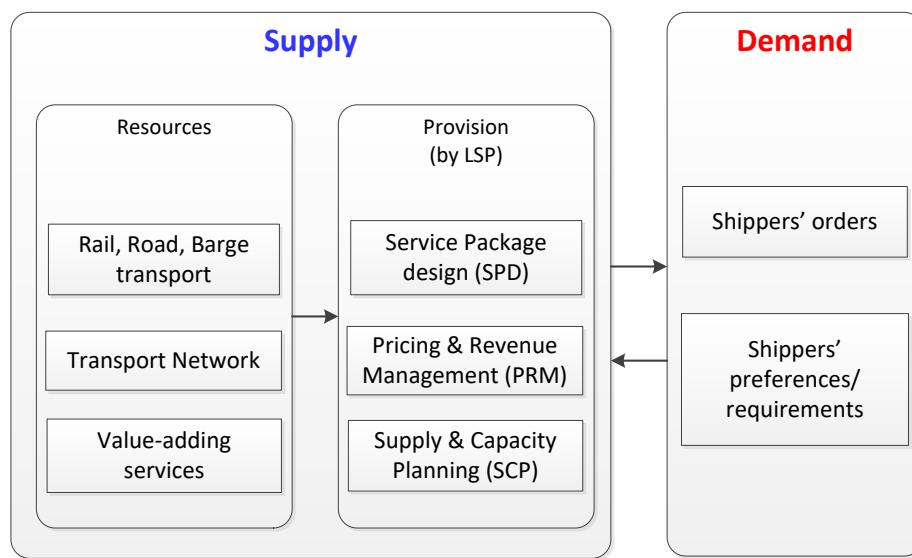 Supply
Resources
Rail, Road, Barge
transport
Transport Network
Value-adding
services
Provision
(by LSP)
Service Package
design (SPD)
Pricing & Revenue
Management (PRM)
Supply & Capacity
Planning (SCP)
Demand
Shippers' orders
Shippers'
preferences/
requirements